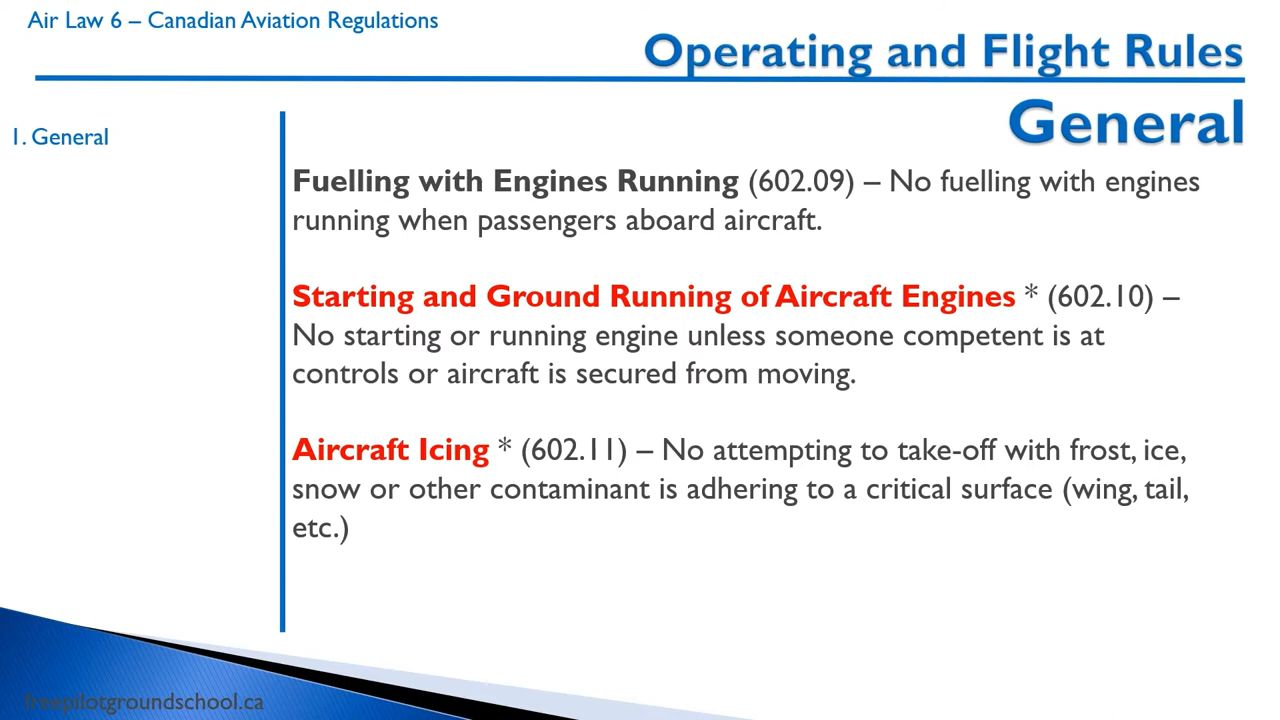 Air Law 6 – Canadian Aviation Regulations
Operating and Flight Rules
General
1. General
Fuelling with Engines Running (602.09) – No fuelling with engines
running when passengers aboard aircraft.
Starting and Ground Running of Aircraft Engines * (602.10) –
No starting or running engine unless someone competent is at
controls or aircraft is secured from moving.
Aircraft Icing * (602.11) – No attempting to take-off with frost, ice,
snow or other contaminant is adhering to a critical surface (wing, tail,
etc.)
freepilotgroundschool.ca